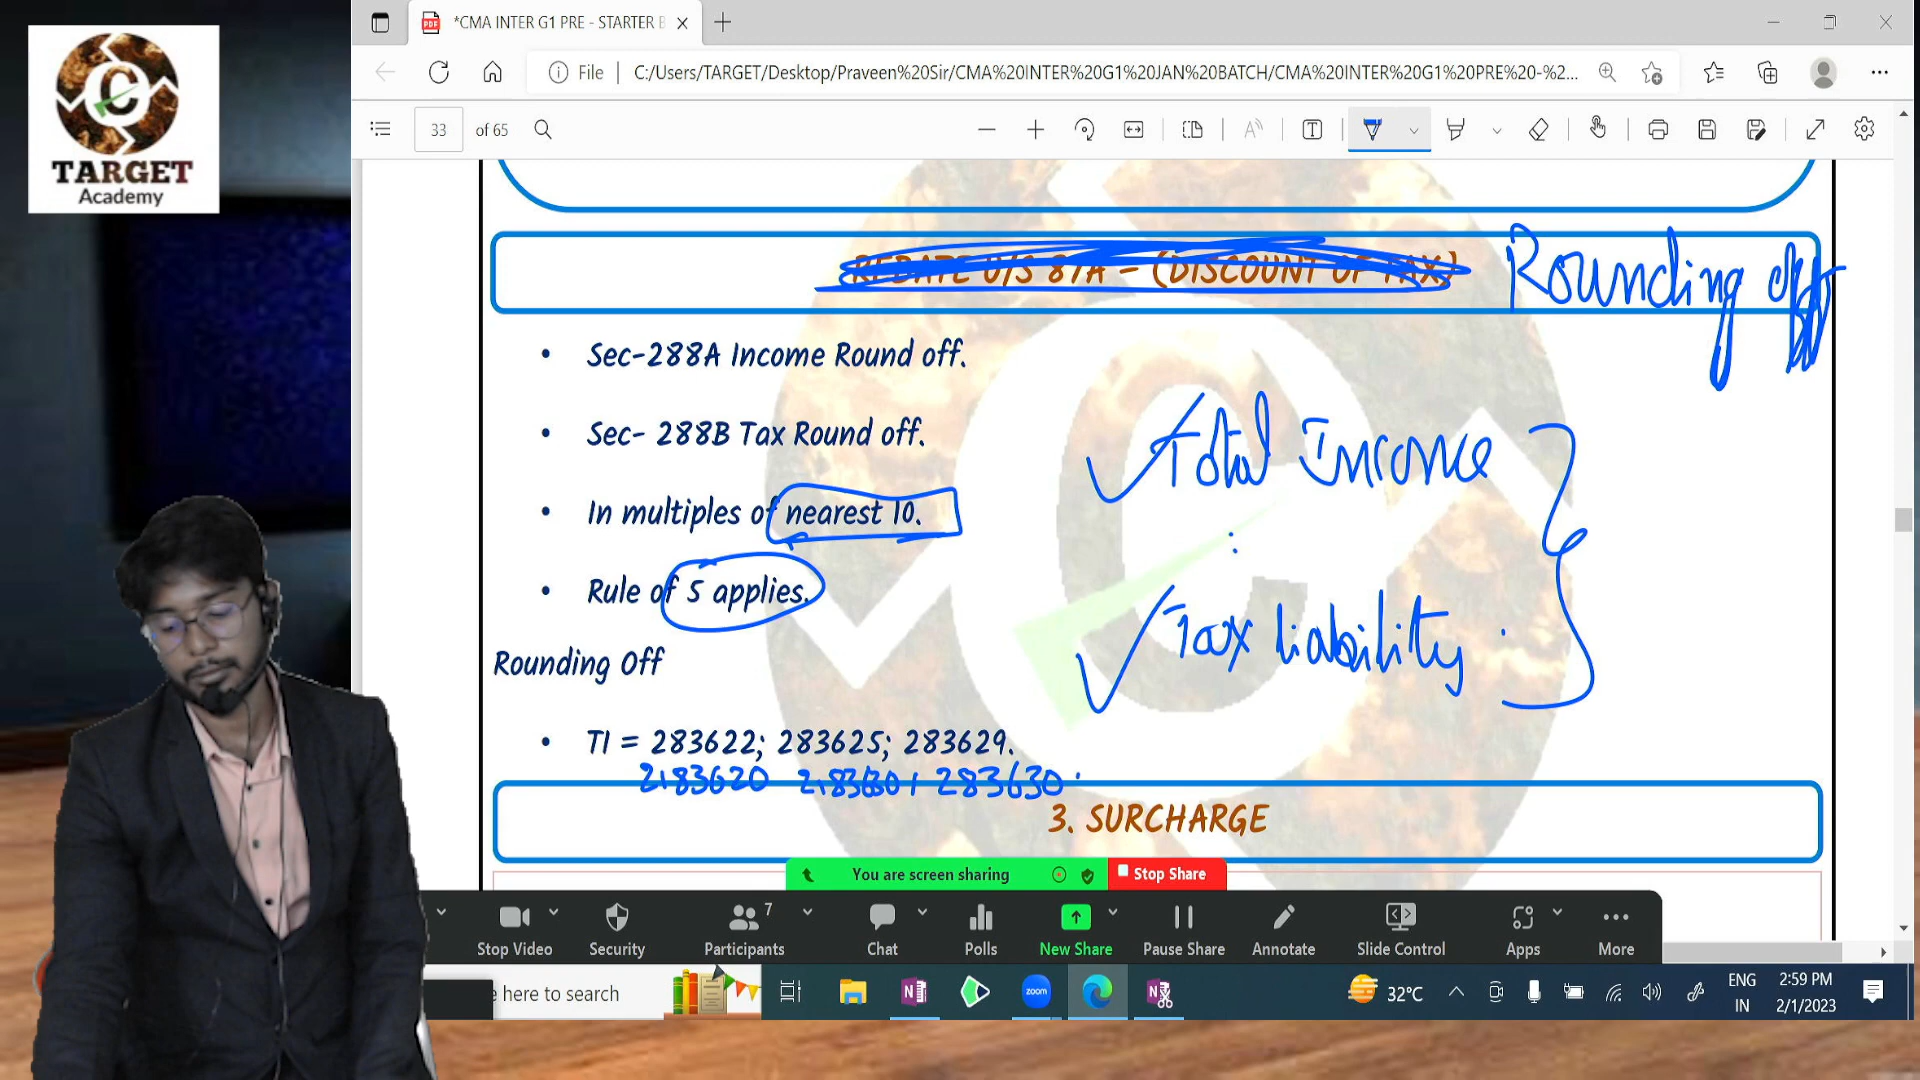 *CMA INTER G1 PRE - STARTER B
File
C:/Users/TARGET/Desktop/Praveen%20Sir/CMA%20INTER%20G1%20JAN%20BATCH/CMA%20INTER%20G1%20PRE%20-%2...
33 of 65
C
TARGET
Academy
REBATE U/S 87A - (DISCOUNT OF TAX)
Rounding off
• Sec-288A Income Round off.
• Sec- 288B Tax Round off.
• In multiples of nearest 10.
• Rule of 5 applies.
Total Income
Tax liability
Rounding Off
• TI = 283622; 283625; 283629.
283620 283630 283630
3. SURCHARGE
You are screen sharing
Stop Share
Stop Video
Security
Participants 7
Chat
Polls
New Share
Pause Share
Annotate
Slide Control
Apps
More
e here to search
zoom
32°C
ENG
IN
2:59 PM
2/1/2023